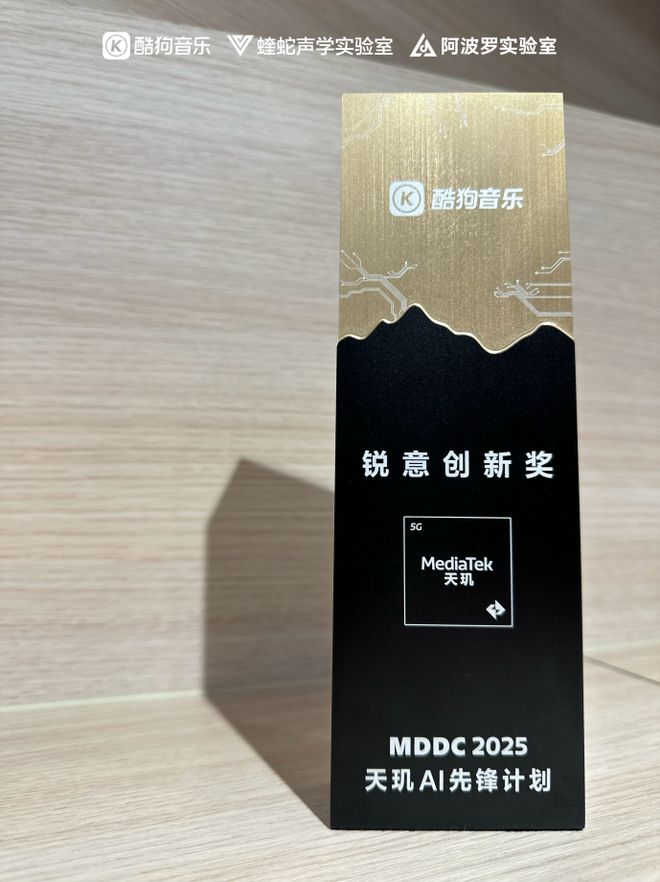 酷狗音乐 蝰蛇声学实验室 阿波罗实验室
K 酷狗音乐
锐意创新奖
5G
MediaTek
天玑
MDDC 2025
天玑AI先锋计划